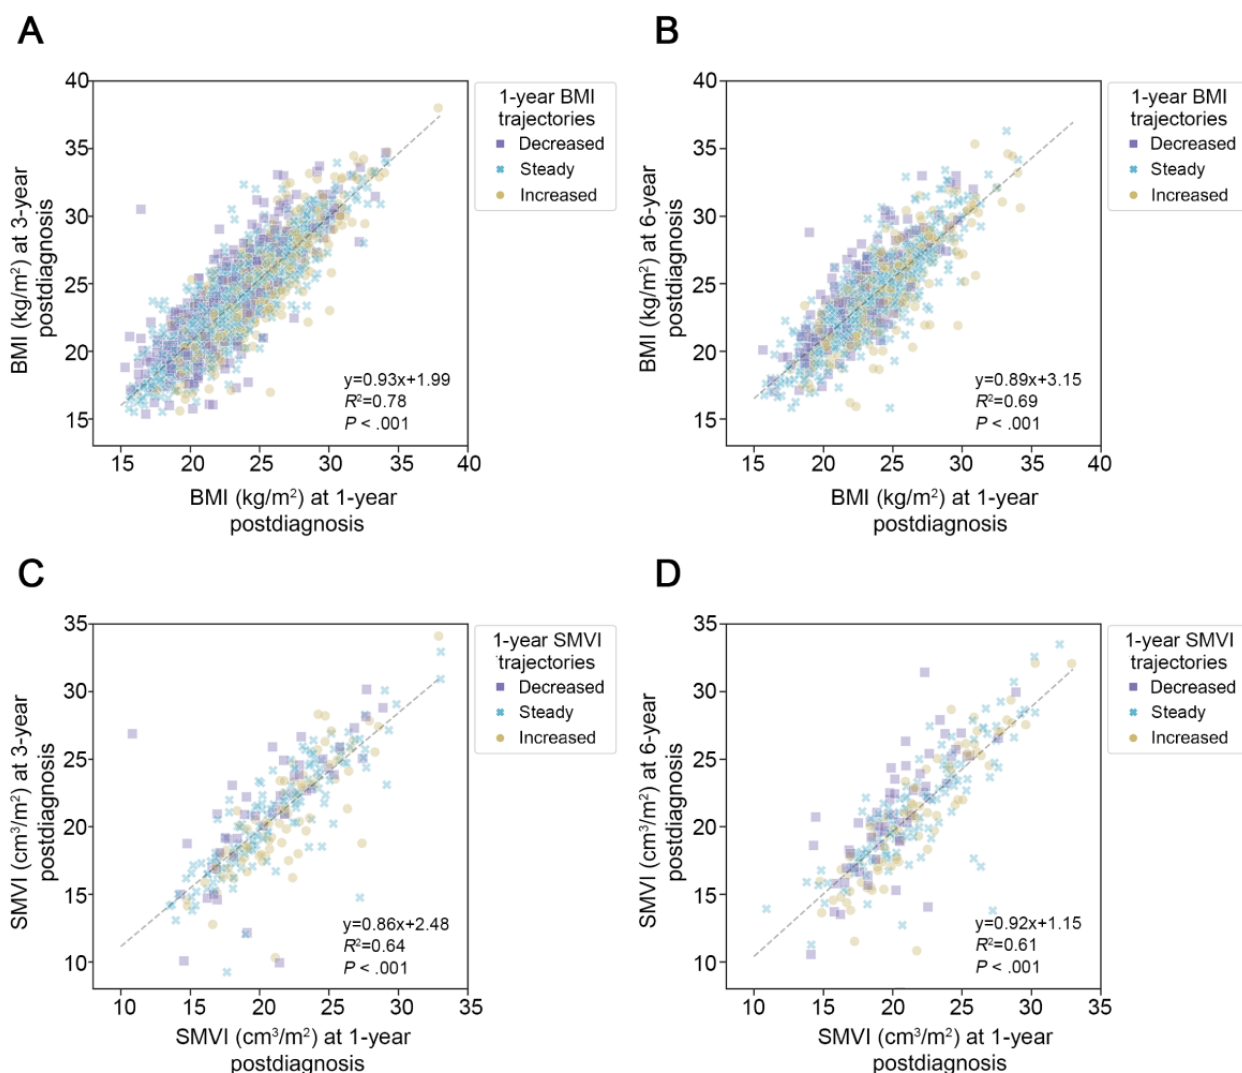 A
40
35
30
25
20
15
15 20 25 30 35 40
BMI (kg/m²) at 3-year
postdiagnosis
BMI (kg/m²) at 1-year
postdiagnosis
y=0.93x+1.99
R²=0.78
P < .001
1-year BMI
trajectories
Decreased
Steady
Increased
B
40
35
30
25
20
15
15 20 25 30 35 40
BMI (kg/m²) at 6-year
postdiagnosis
BMI (kg/m²) at 1-year
postdiagnosis
y=0.89x+3.15
R²=0.69
P < .001
1-year BMI
trajectories
Decreased
Steady
Increased
C
35
30
25
20
15
10
10 15 20 25 30 35
SMVI (cm³/m²) at 3-year
postdiagnosis
SMVI (cm³/m²) at 1-year
postdiagnosis
y=0.86x+2.48
R²=0.64
P < .001
1-year SMVI
trajectories
Decreased
Steady
Increased
D
35
30
25
20
15
10
10 15 20 25 30 35
SMVI (cm³/m²) at 6-year
postdiagnosis
SMVI (cm³/m²) at 1-year
postdiagnosis
y=0.92x+1.15
R²=0.61
P < .001
1-year SMVI
trajectories
Decreased
Steady
Increased